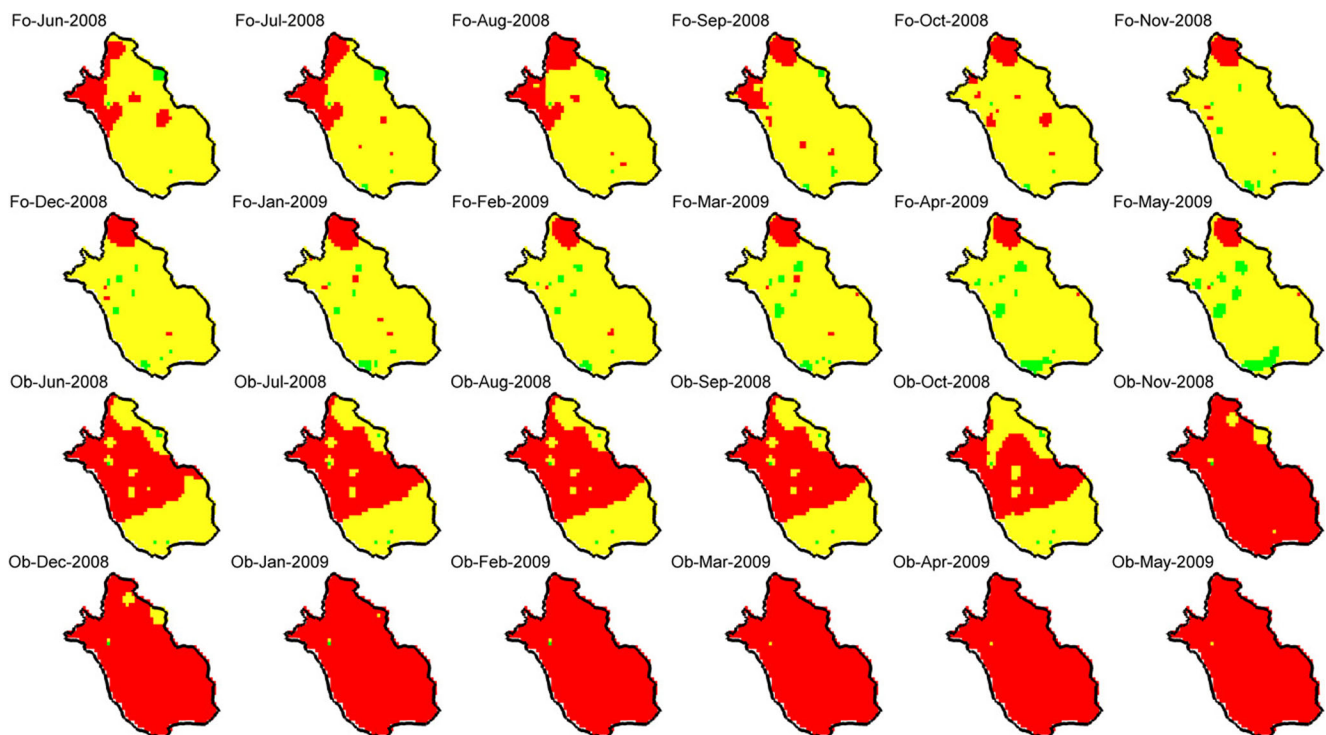 Fo-Jun-2008 Fo-Jul-2008 Fo-Aug-2008 Fo-Sep-2008 Fo-Oct-2008 Fo-Nov-2008
Fo-Dec-2008 Fo-Jan-2009 Fo-Feb-2009 Fo-Mar-2009 Fo-Apr-2009 Fo-May-2009
Ob-Jun-2008 Ob-Jul-2008 Ob-Aug-2008 Ob-Sep-2008 Ob-Oct-2008 Ob-Nov-2008
Ob-Dec-2008 Ob-Jan-2009 Ob-Feb-2009 Ob-Mar-2009 Ob-Apr-2009 Ob-May-2009